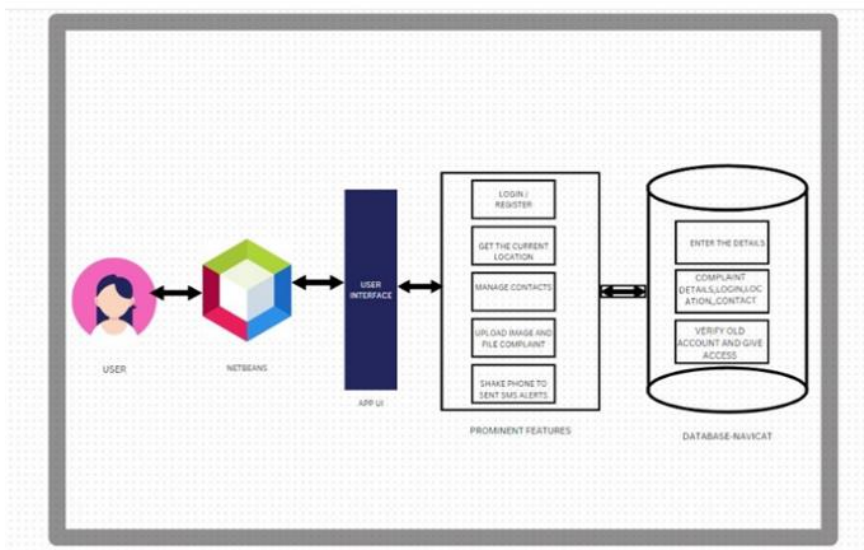 USER
NETBEANS
USER
INTERFACE
APP UI
LOGIN /
REGISTER
GET THE CURRENT
LOCATION
MANAGE CONTACTS
UPLOAD IMAGE AND
FILE COMPLAINT
SHAKE PHONE TO
SENT SMS ALERTS
PROMINENT FEATURES
ENTER THE DETAILS
COMPLAINT
DETAILS,LOGIN,LOC
ATION,,CONTACT
VERIFY OLD
ACCOUNT AND GIVE
ACCESS
DATABASE-NAVICAT